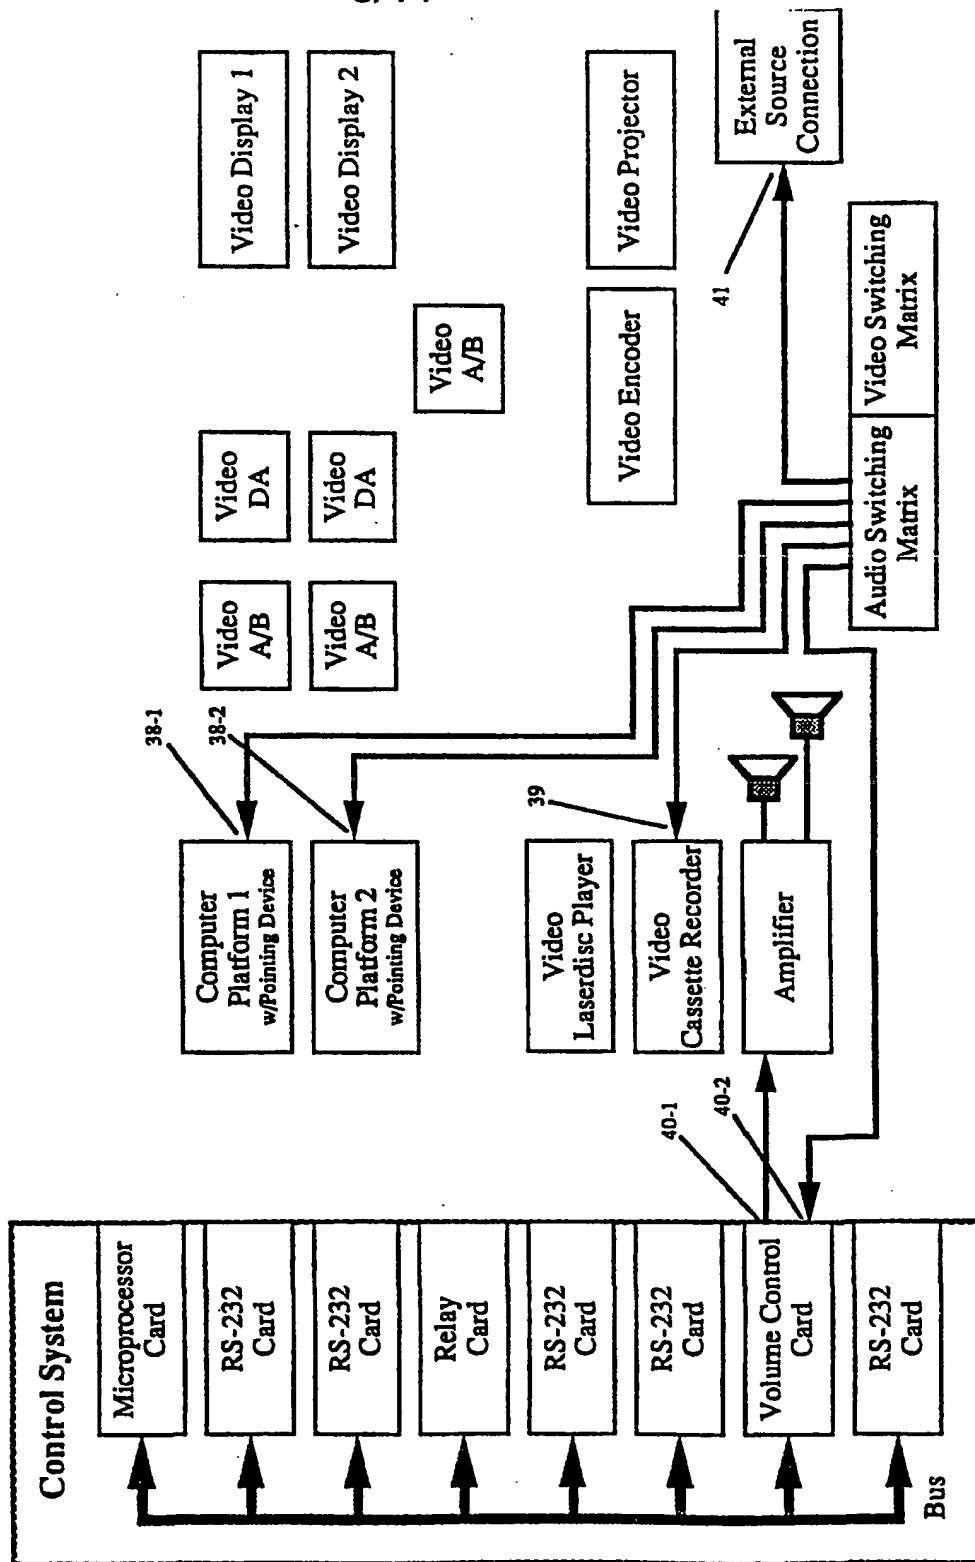 Control System
Microprocessor
Card
RS-232
Card
RS-232
Card
Relay
Card
RS-232
Card
RS-232
Card
Volume Control
Card
RS-232
Card
Bus
40-1
40-2
Computer
Platform 1
w/Pointing Device
Computer
Platform 2
w/Pointing Device
Video
Laserdisc Player
Video
Cassette Recorder
Amplifier
38-1
38-2
39
Video
A/B
Video
A/B
Video
DA
Video
DA
Video
A/B
Video Display 1
Video Display 2
Video Encoder
Video Projector
41
External
Source
Connection
Audio Switching
Matrix
Video Switching
Matrix